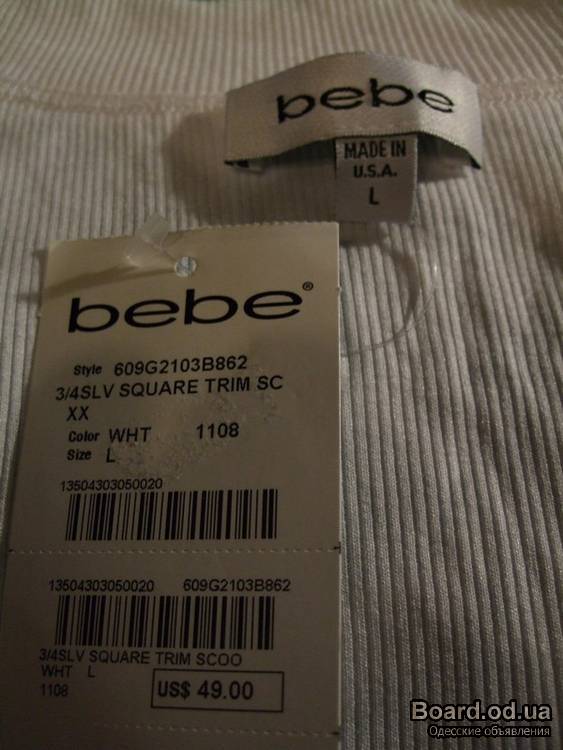 bebe
MADE IN
U.S.A.
L
bebe®
Style 609G2103B862
3/4SLV SQUARE TRIM SC
XX
Color WHT 1108
Size L
13504303050020
13504303050020 609G2103B862
3/4SLV SQUARE TRIM SCOO
WHT L
1108 US$ 49.00
Board.od.ua
Одесские объявления